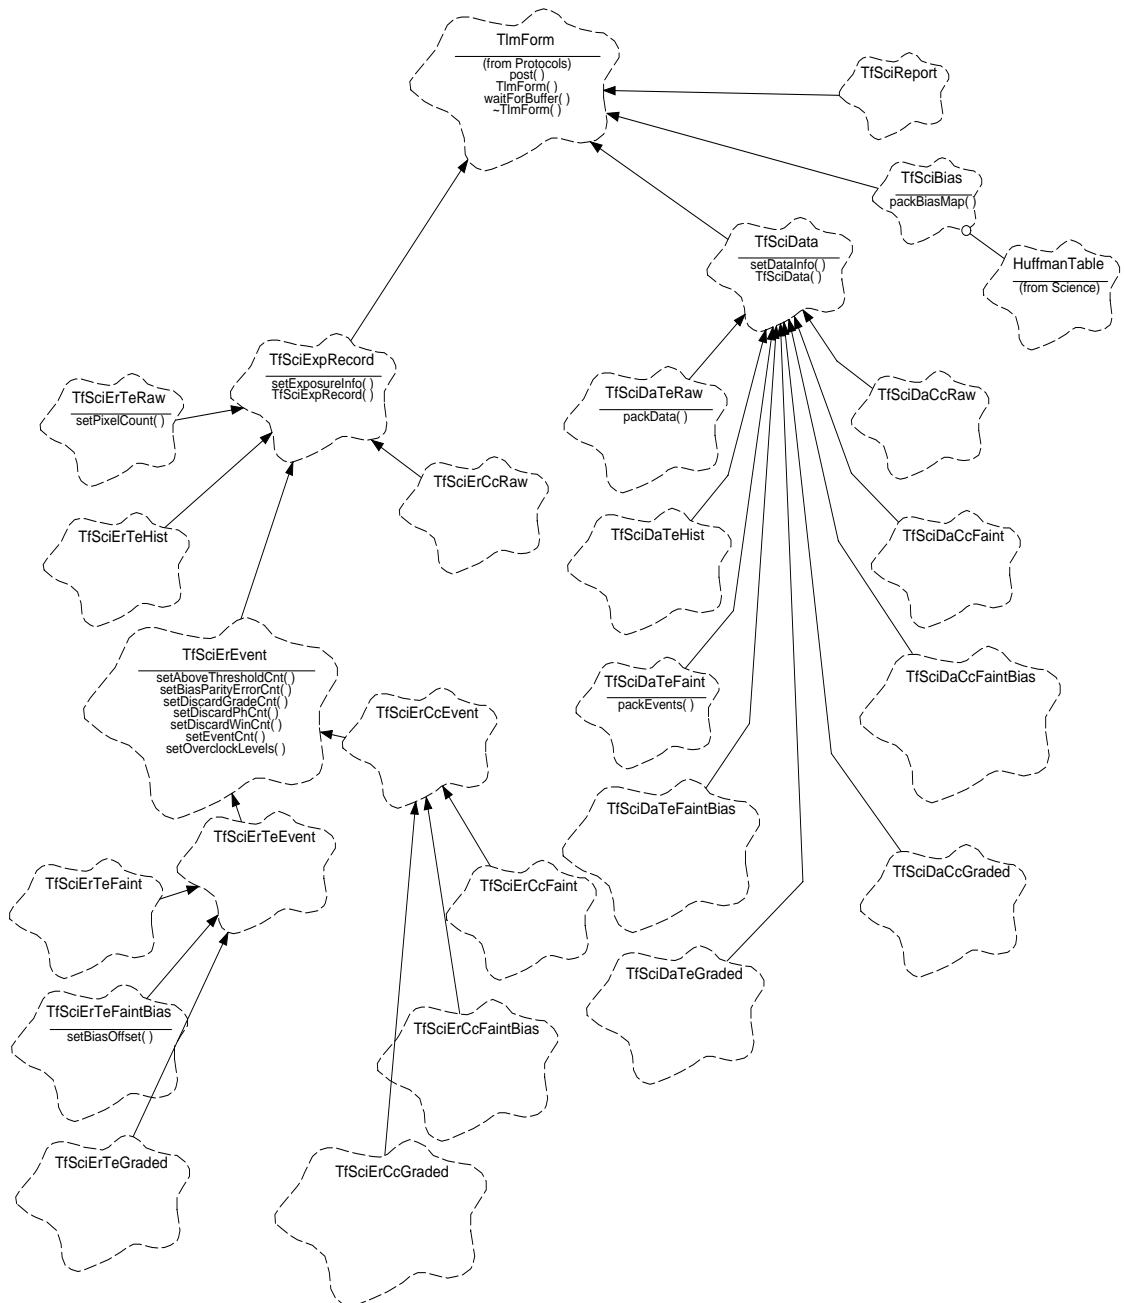 TlmForm
(from Protocols)
post( )
TlmForm( )
waitForBuffer( )
~TlmForm( )
TfSciReport
TfSciBias
packBiasMap( )
TfSciData
setDataInfo( )
TfSciData( )
HuffmanTable
(from Science)
TfSciExpRecord
setExposureInfo( )
TfSciExpRecord( )
TfSciErTeRaw
setPixelCount( )
TfSciDaTeRaw
packData( )
TfSciDaCcRaw
TfSciErCcRaw
TfSciErTeHist
TfSciDaTeHist
TfSciDaCcFaint
TfSciErEvent
setAboveThresholdCnt( )
setBiasParityErrorCnt( )
setDiscardGradeCnt( )
setDiscardPhCnt( )
setDiscardWinCnt( )
setEventCnt( )
setOverclockLevels( )
TfSciErCcEvent
TfSciDaTeFaint
packEvents( )
TfSciDaCcFaintBias
TfSciDaTeFaintBias
TfSciErTeEvent
TfSciErTeFaint
TfSciErCcFaint
TfSciDaCcGraded
TfSciDaTeGraded
TfSciErTeFaintBias
setBiasOffset( )
TfSciErCcFaintBias
TfSciErTeGraded
TfSciErCcGraded